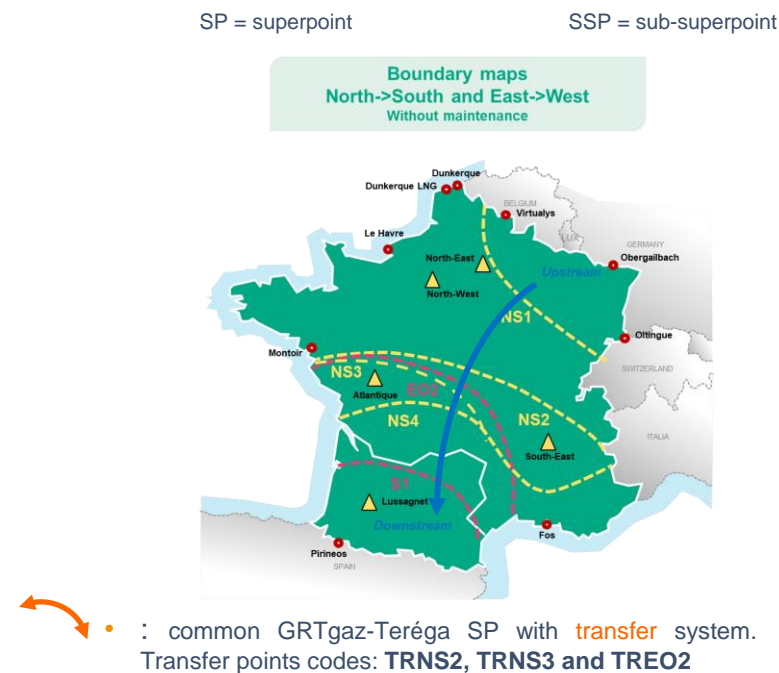 SP = superpoint SSP = sub-superpoint
Boundary maps
North->South and East->West
Without maintenance
Dunkerque
Dunkerque LNG
BELGIUM
Virtualys
LUX
Le Havre
GERMANY
Obergailbach
North-East
Upstream
North-West
NS1
Oltingue
Montoir
SWITZERLAND
NS3
EO2
Atlantique
NS4
NS2
ITALIA
South-East
S1
Lussagnet
Downstream
Fos
Pirineos
SPAIN
• : common GRTgaz-Teréga SP with transfer system.
Transfer points codes: TRNS2, TRNS3 and TREO2